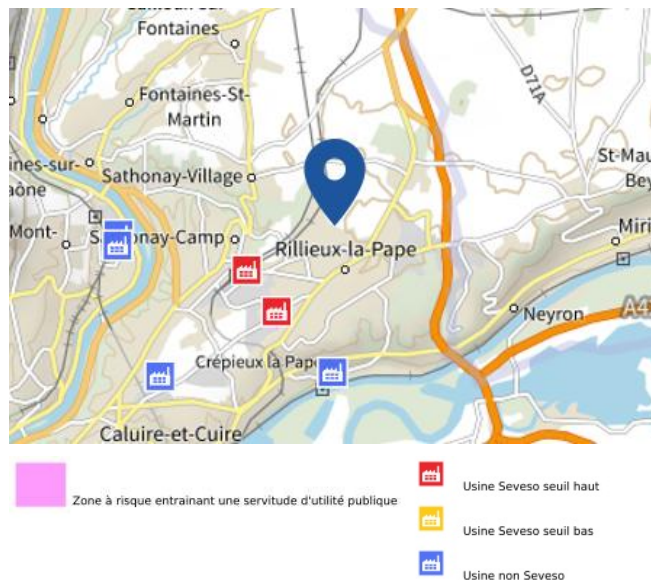 Fontaines
D71A
Fontaines-St-
Martin
St-Mau
Bey
Sathonay-Village
Mont-
Miri
Rillieux-la-Pape
Neyron
A4
Crépieux la Pape
Caluire-et-Cuire
Usine Seveso seuil haut
Zone à risque entrainant une servitude d'utilité publique
Usine Seveso seuil bas
Usine non Seveso